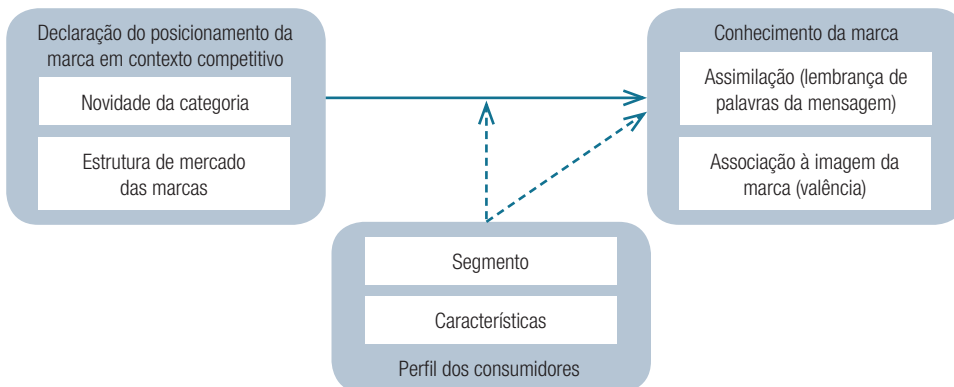 Declaração do posicionamento da
marca em contexto competitivo
Novidade da categoria
Estrutura de mercado
das marcas
Conhecimento da marca
Assimilação (lembrança de
palavras da mensagem)
Associação à imagem da
marca (valência)
Segmento
Características
Perfil dos consumidores